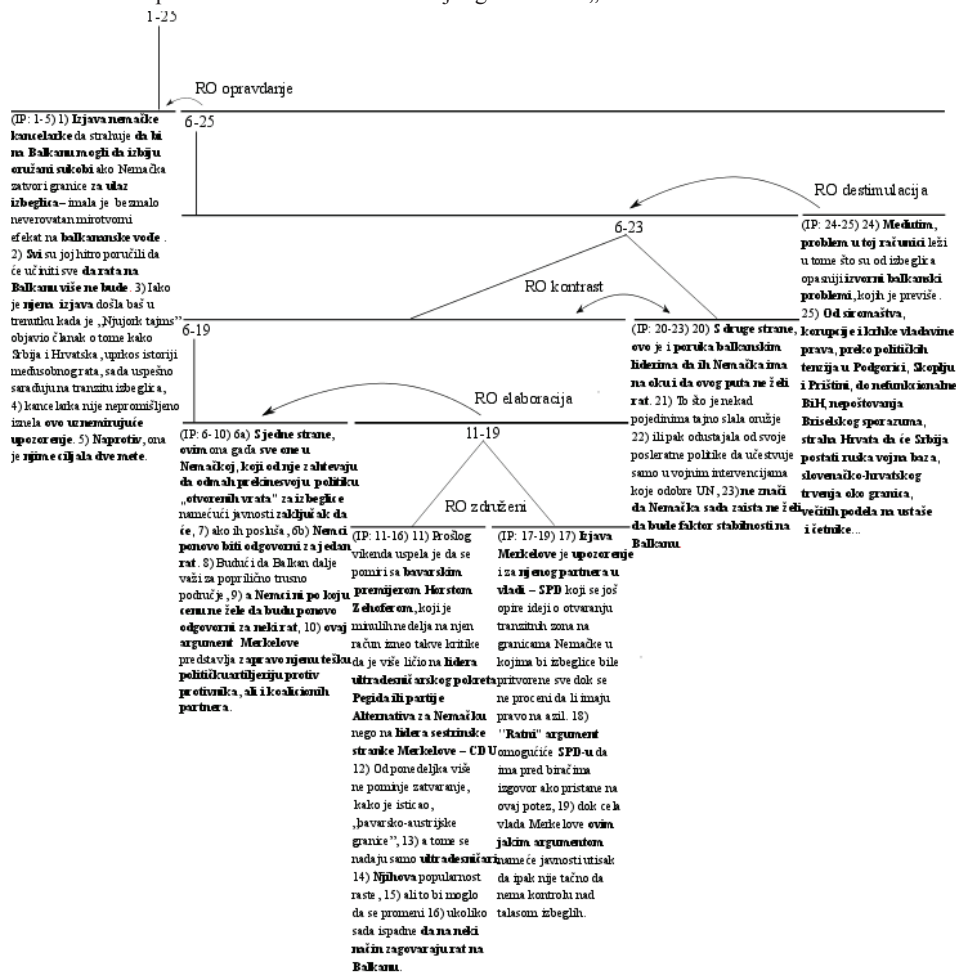 1-25
RO opravdanje
(IP: 1-5) 1) Izjava nemačke
kancelarke da strahuje da bi
na Balkanu mogli da izbiju
oružani sukobi ako Nemačka
zatvori granice za ulaz
izbeglica – imala je bezmalo
neverovatan mirotvorni
efekat na balkananske vođe.
2) Svi su joj hitro poručili da
će učiniti sve da rata na
Balkanu više ne bude. 3) Iako
je njena izjava došla baš u
trenutku kada je „Njujork tajms”
objavio članak o tome kako
Srbija i Hrvatska, uprkos istoriji
međusobnog rata, sada uspešno
sarađuju na tranzitu izbeglica,
4) kancelarka nije nepromišljeno
iznela ovo uznemirujuće
upozorenje. 5) Naprotiv, ona
je njime ciljala dve mete.
6-25
RO destimulacija
6-23
(IP: 24-25) 24) Međutim,
problem u toj računici leži
u tome što su od izbeglica
opasniji izvorni balkanski
problemi, kojih je previše.
25) Od siromaštva,
korupcije i krhke vladavine
prava, preko političkih
tenzija u Podgorici, Skoplju
i Prištini, do nefunkcionalne
BiH, nepoštovanja
Briselskog sporazuma,
straha Hrvata da će Srbija
postati ruska vojna baza,
slovenačko-hrvatskog
trvenja oko granica,
večitih podela na ustaše
i četnike...
RO kontrast
6-19
(IP: 20-23) 20) S druge strane,
ovo je i poruka balkanskim
liderima da ih Nemačka ima
na oku i da ovog puta ne želi
rat. 21) To što je nekad
pojedinima tajno slala oružje
22) ili pak odustajala od svoje
posleratne politike da učestvuje
samo u vojnim intervencijama
koje odobre UN, 23) ne znači
da Nemačka sada zaista ne želi
da bude faktor stabilnosti na
Balkanu.
RO elaboracija
11-19
(IP: 6-10) 6a) S jedne strane,
ovim ona gađa sve one u
Nemačkoj, koji od nje zahtevaju
da odmah prekine svoju politiku
„otvorenih vrata” za izbeglice
namećući javnosti zaključak da
će, 7) ako ih posluša, 6b) Nemci
ponovo biti odgovorni za jedan
rat. 8) Budući da Balkan dalje
važi za poprilično trusno
područje, 9) a Nemci ni po koju
cenu ne žele da budu ponovo
odgovorni za neki rat, 10) ovaj
argument Merkelove
predstavlja zapravo njenu tešku
političku artiljeriju protiv
protivnika, ali i koalicionih
partnera.
RO združeni
(IP: 11-16) 11) Prošlog
vikenda uspela je da se
pomiri sa bavarskim
premijerom Horstom
Zehoferom, koji je
minulih nedelja na njen
račun izneo takve kritike
da je više ličio na lidera
ultradesničarskog pokreta
Pegida ili partije
Alternativa za Nemačku
nego na lidera sestrinske
stranke Merkelove – CDU
12) Od ponedeljka više
ne pominje zatvaranje,
kako je isticao,
„bavarsko-austrijske
granice”, 13) a tome se
nadaju samo ultradesničari.
14) Njihova popularnost
raste, 15) ali to bi moglo
da se promeni 16) ukoliko
sada ispadne da na neki
način zagovaraju rat na
Balkanu.
(IP: 17-19) 17) Izjava
Merkelove je upozorenje
i za njenog partnera u
vladi – SPD koji se još
opire ideji o otvaranju
tranzitnih zona na
granicama Nemačke u
kojima bi izbeglice bile
pritvorene sve dok se
ne proceni da li imaju
pravo na azil. 18)
"Ratni" argument
omogućiće SPD-u da
ima pred biračima
izgovor ako pristane na
ovaj potez, 19) dok cela
vlada Merkelove ovim
jakim argumentom
nameće javnosti utisak
da ipak nije tačno da
nema kontrolu nad
talasom izbeglih.